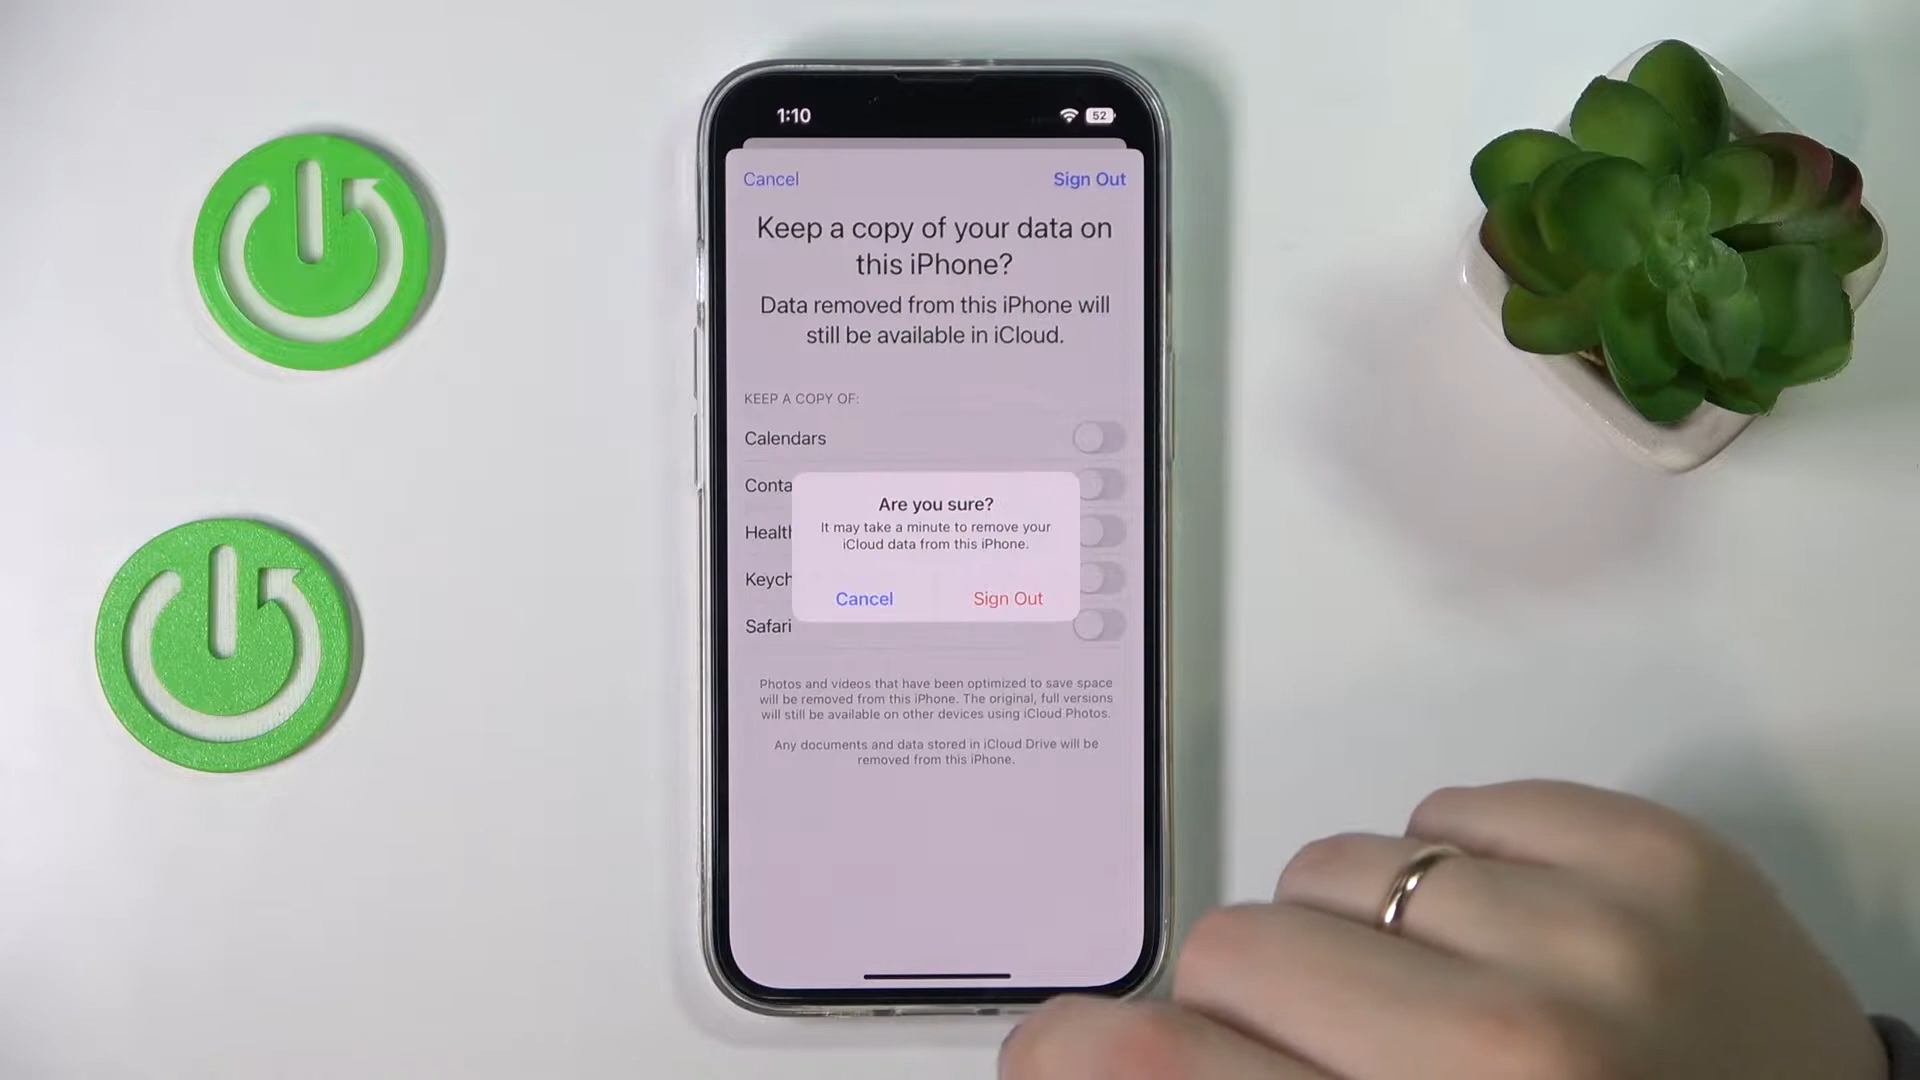 1:10
52
Cancel
Sign Out
Keep a copy of your data on
this iPhone?
Data removed from this iPhone will
still be available in iCloud.
KEEP A COPY OF:
Calendars
Conta
Health
Keych
Safari
Are you sure?
It may take a minute to remove your
iCloud data from this iPhone.
Cancel
Sign Out
Photos and videos that have been optimized to save space
will be removed from this iPhone. The original, full versions
will still be available on other devices using iCloud Photos.
Any documents and data stored in iCloud Drive will be
removed from this iPhone.